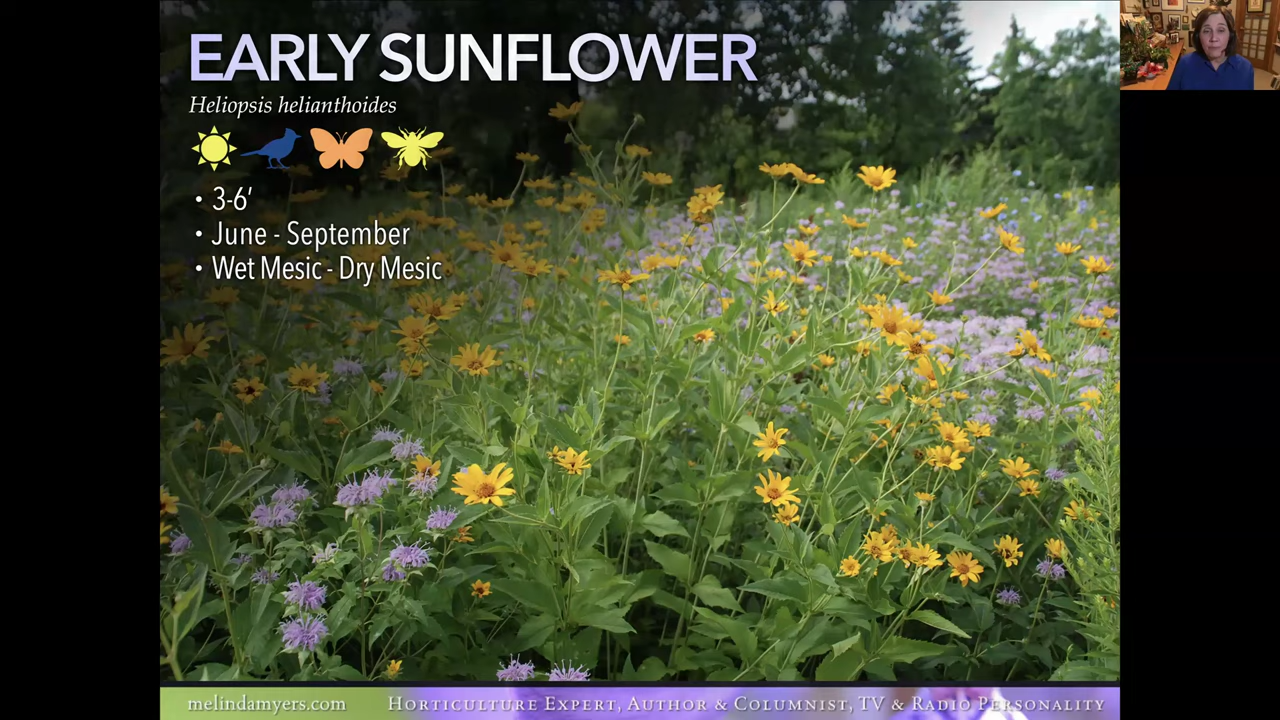 EARLY SUNFLOWER
Heliopsis helianthoides
• 3-6'
• June - September
• Wet Mesic - Dry Mesic
melindamyers.com Horticulture Expert, Author & Columnist, TV & Radio Personality